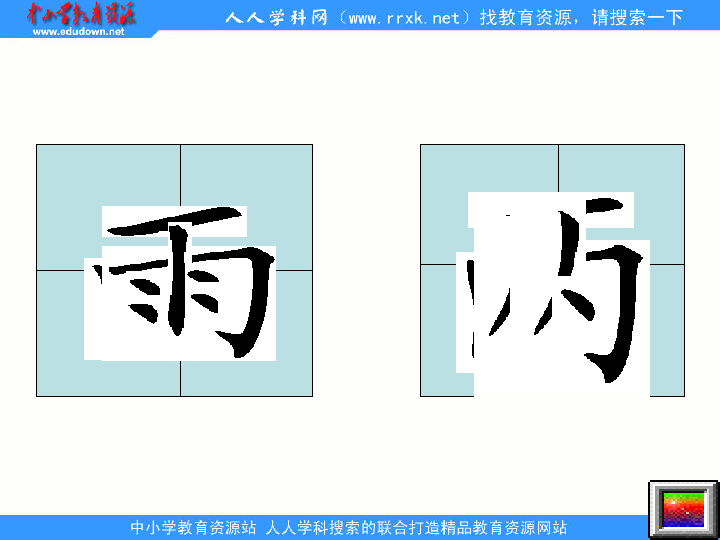 中小学教育资源
www.edudown.net
人人学科网（www.rrxk.net）找教育资源，请搜索一下
雨 两
中小学教育资源站 人人学科搜索的联合打造精品教育资源网站